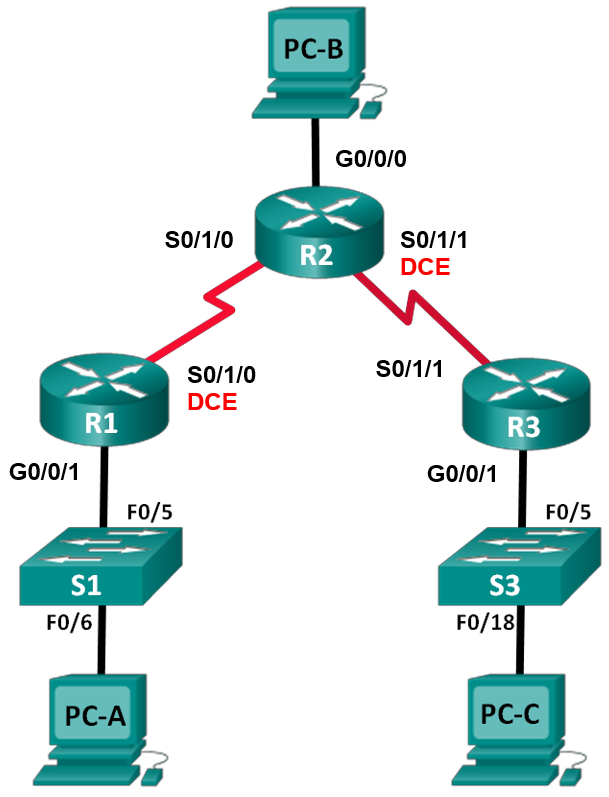 PC-B
G0/0/0
S0/1/0
R2
S0/1/1
DCE
S0/1/0
DCE
S0/1/1
R1
R3
G0/0/1
G0/0/1
F0/5
F0/5
S1
S3
F0/6
F0/18
PC-A
PC-C